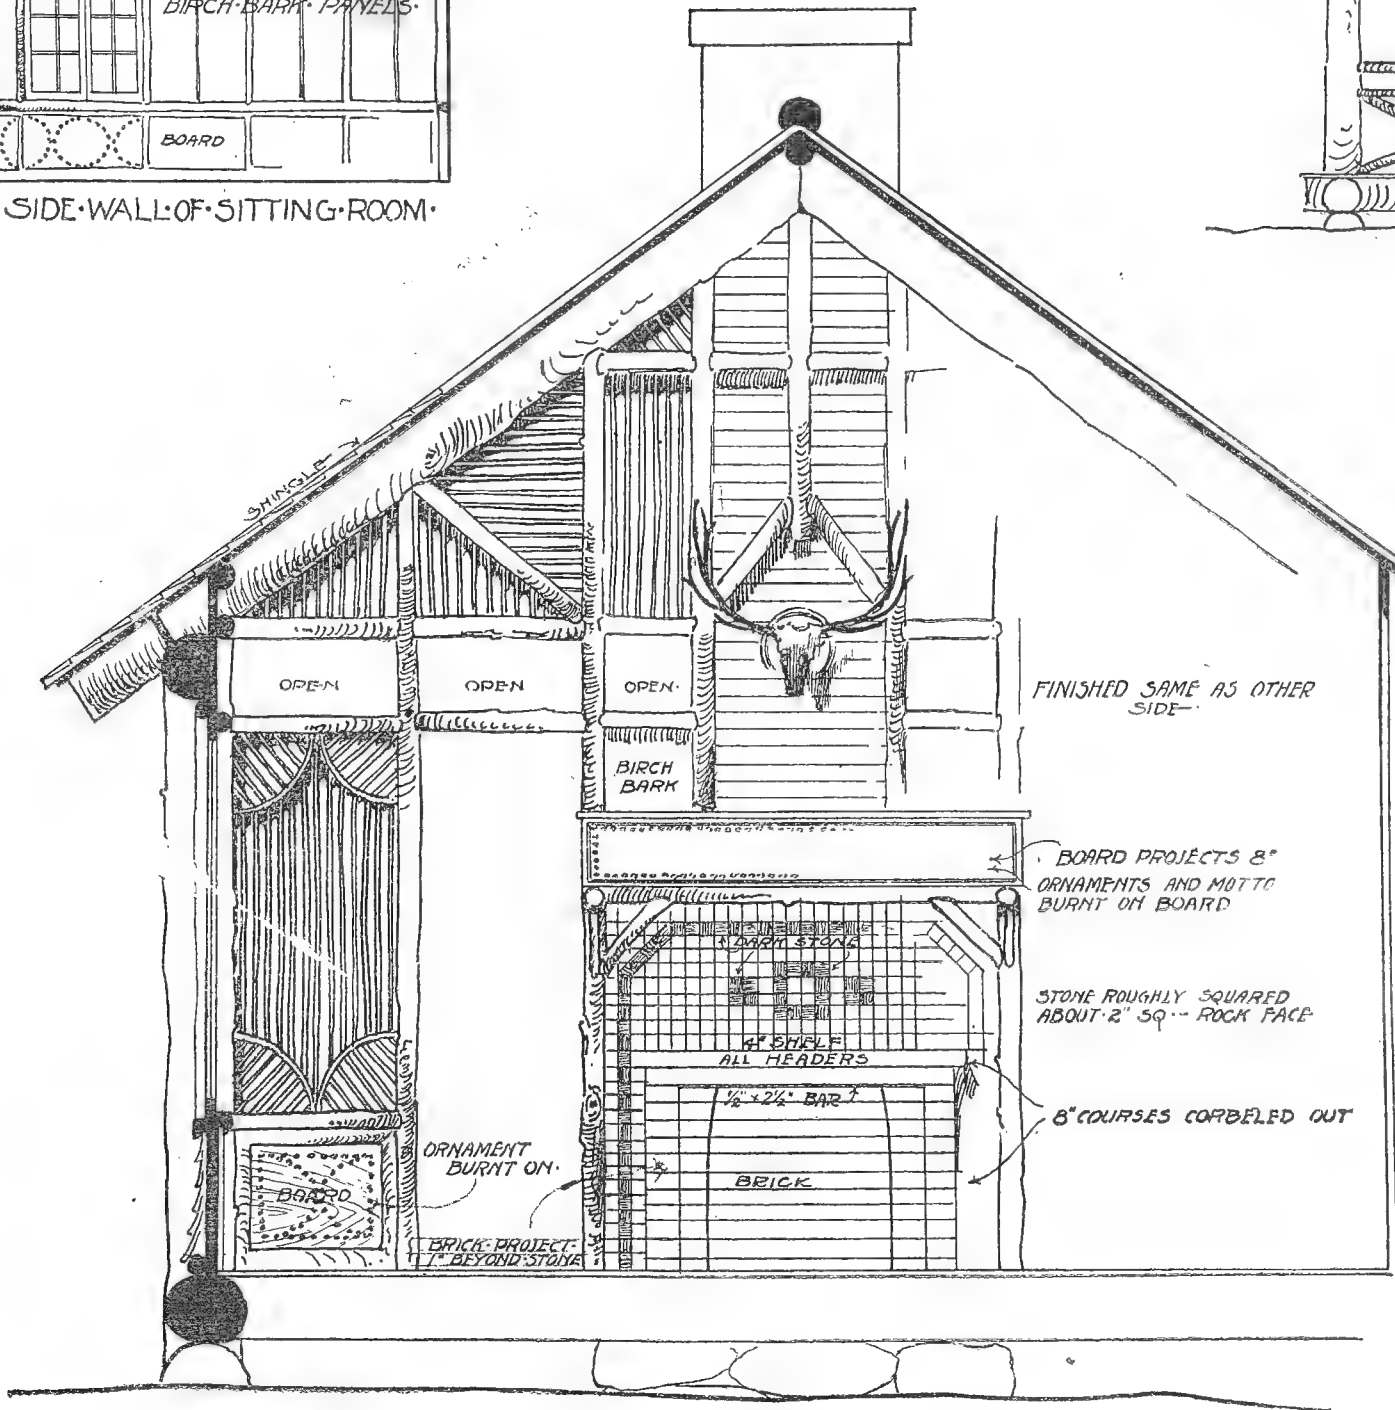 BIRCH·BARK·PANELS·
BOARD
SIDE·WALL·OF·SITTING·ROOM·
SHINGLE
OPEN
OPEN
OPEN·
FINISHED SAME AS OTHER
SIDE—·
BIRCH
BARK
BOARD PROJECTS 8"
ORNAMENTS AND MOTTO
BURNT ON BOARD
DARK STONE
STONE ROUGHLY SQUARED
ABOUT·2" SQ·-- ROCK FACE
4" SHELF
ALL HEADERS
½" × 2½" BAR
8" COURSES CORBELED OUT
ORNAMENT
BURNT ON·
BOARD
BRICK
BRICK·PROJECT·
1" BEYOND·STONE